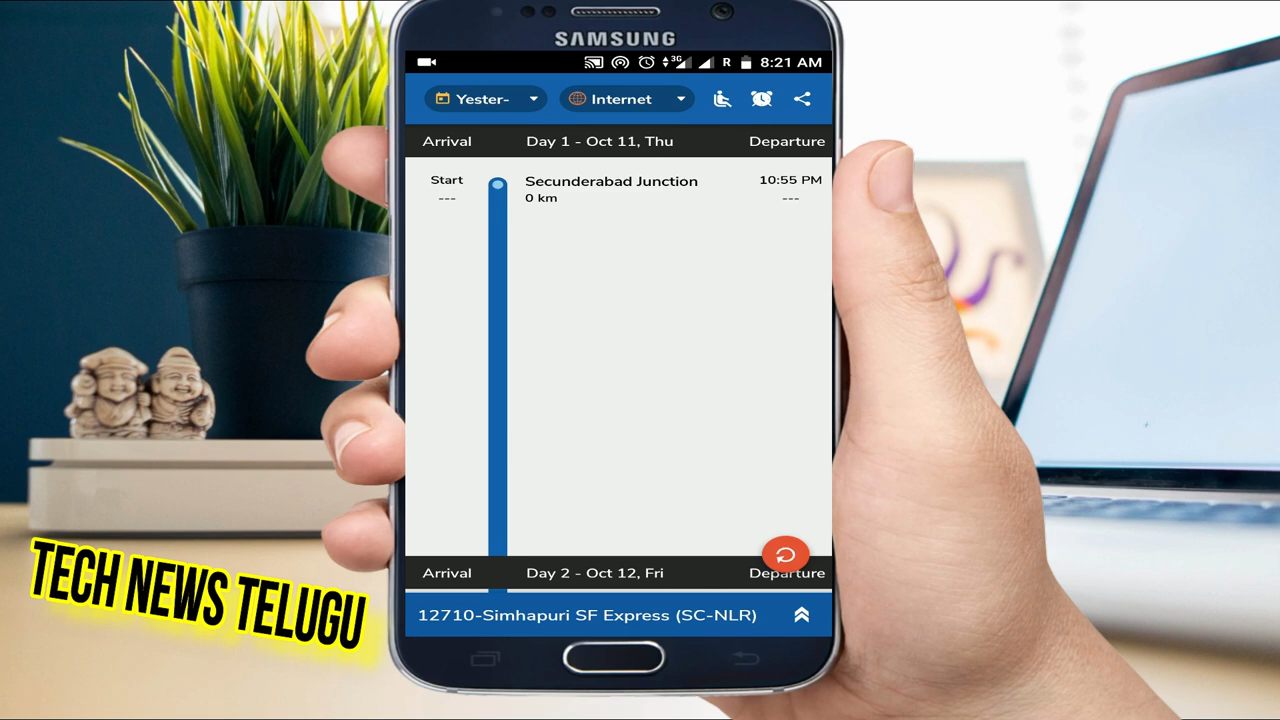 SAMSUNG
3G R 8:21 AM
Yester- Internet
Arrival Day 1 - Oct 11, Thu Departure
Start Secunderabad Junction 10:55 PM
--- 0 km ---
Arrival Day 2 - Oct 12, Fri Departure
12710-Simhapuri SF Express (SC-NLR)
TECH NEWS TELUGU